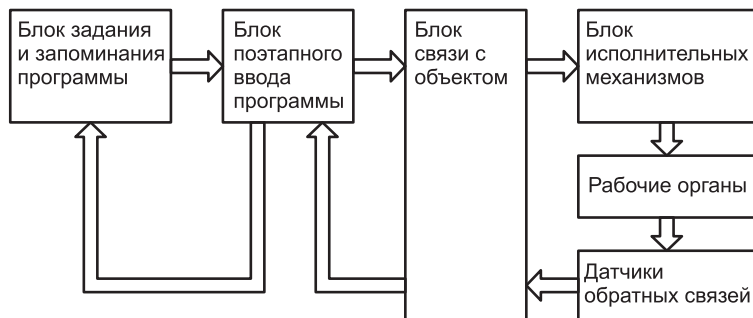 Блок задания
и запоминания
программы
Блок
поэтапного
ввода
программы
Блок
связи с
объектом
Блок
исполнительных
механизмов
Рабочие органы
Датчики
обратных связей